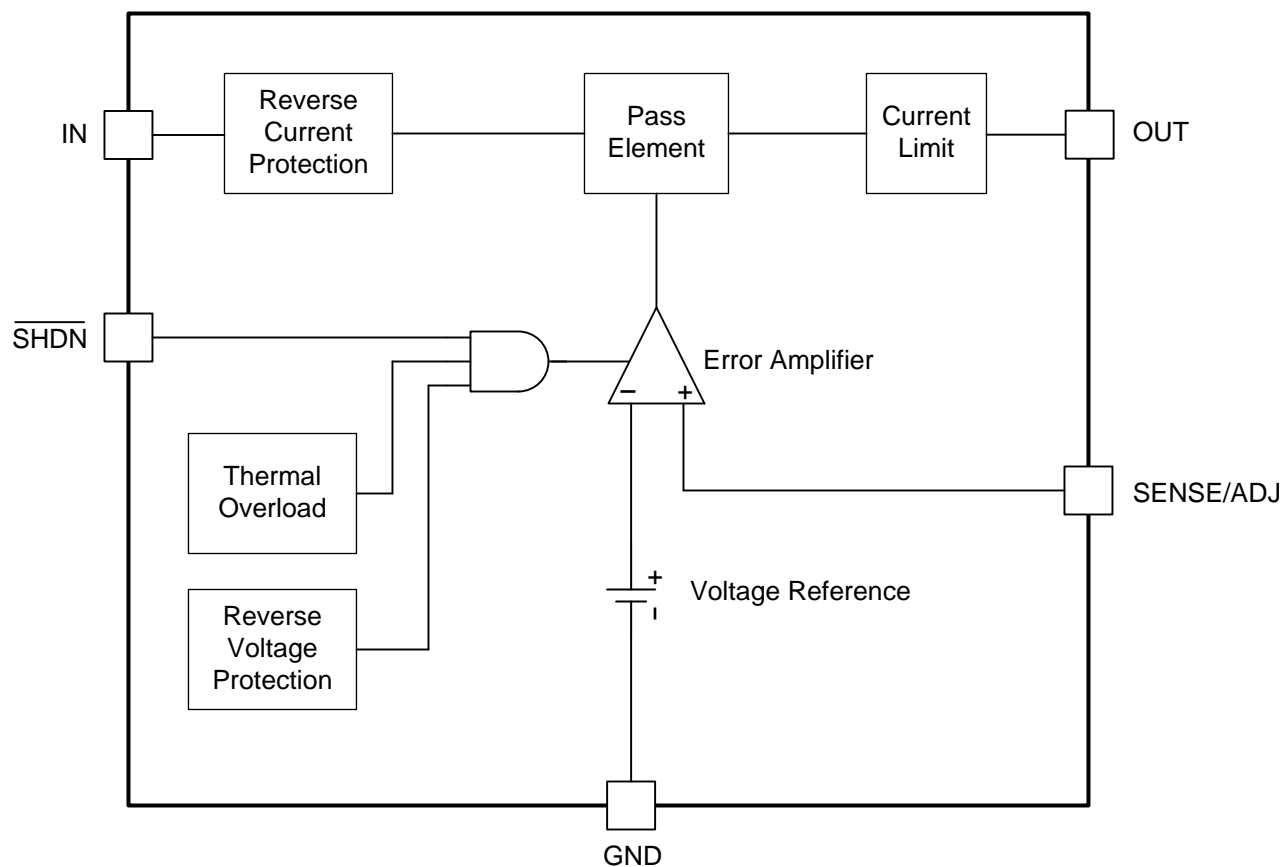 IN
Reverse
Current
Protection
Pass
Element
Current
Limit
OUT
SHDN
Error Amplifier
−
+
Thermal
Overload
SENSE/ADJ
+
Voltage Reference
−
Reverse
Voltage
Protection
GND